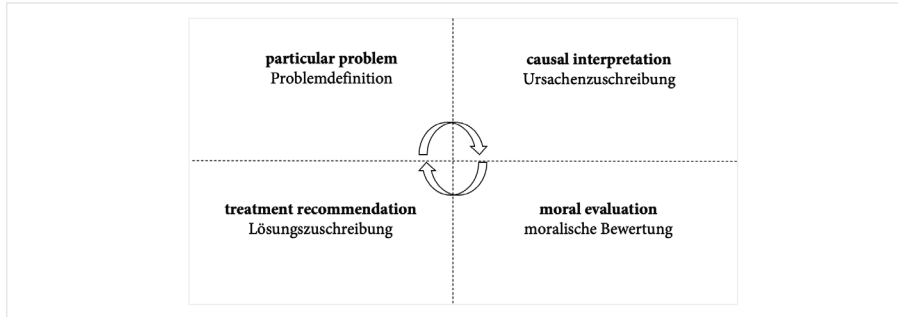 particular problem
Problemdefinition
causal interpretation
Ursachenzuschreibung
treatment recommendation
Lösungszuschreibung
moral evaluation
moralische Bewertung